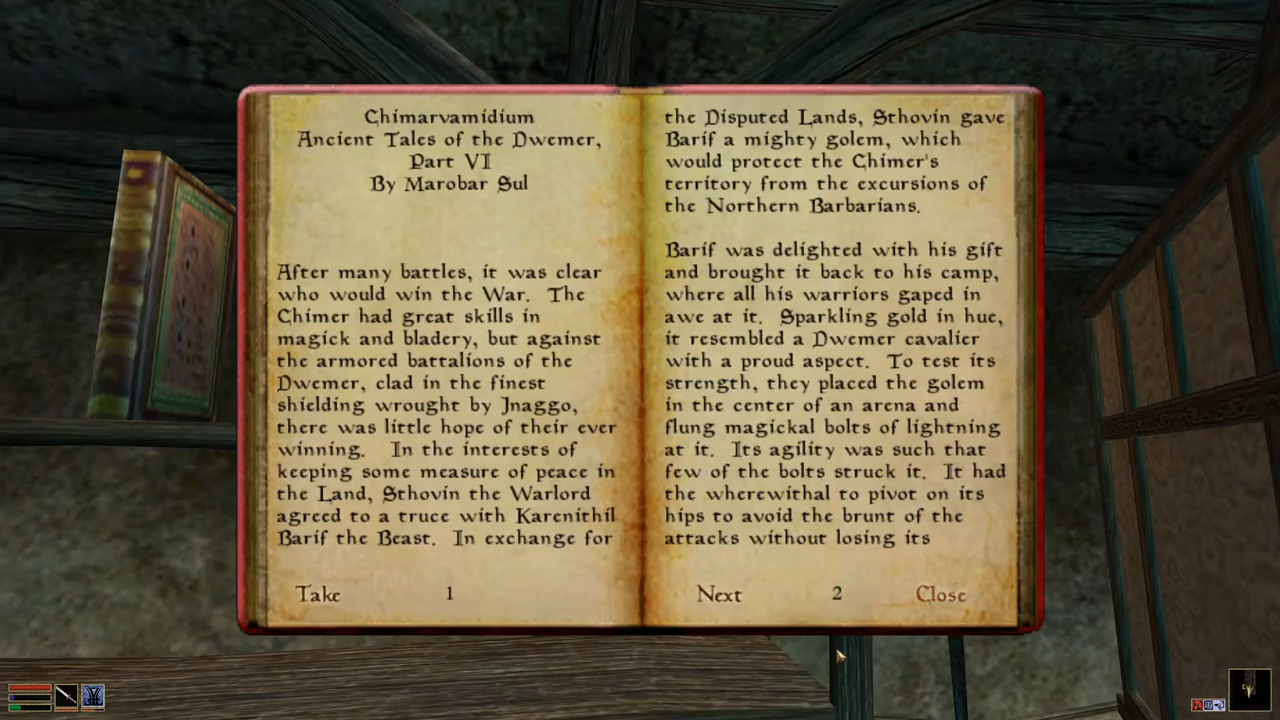 Chimarvamidium
Ancient Tales of the Dwemer,
Part VI
By Marobar Sul
After many battles, it was clear
who would win the War. The
Chimer had great skills in
magick and bladery, but against
the armored battalions of the
Dwemer, clad in the finest
shielding wrought by Jnaggo,
there was little hope of their ever
winning. In the interests of
keeping some measure of peace in
the Land, Sthovin the Warlord
agreed to a truce with Karenithil
Barif the Beast. In exchange for
Take
1
the Disputed Lands, Sthovin gave
Barif a mighty golem, which
would protect the Chimer's
territory from the excursions of
the Northern Barbarians.
Barif was delighted with his gift
and brought it back to his camp,
where all his warriors gaped in
awe at it. Sparkling gold in hue,
it resembled a Dwemer cavalier
with a proud aspect. To test its
strength, they placed the golem
in the center of an arena and
flung magickal bolts of lightning
at it. Its agility was such that
few of the bolts struck it. It had
the wherewithal to pivot on its
hips to avoid the brunt of the
attacks without losing its
Next
2
Close